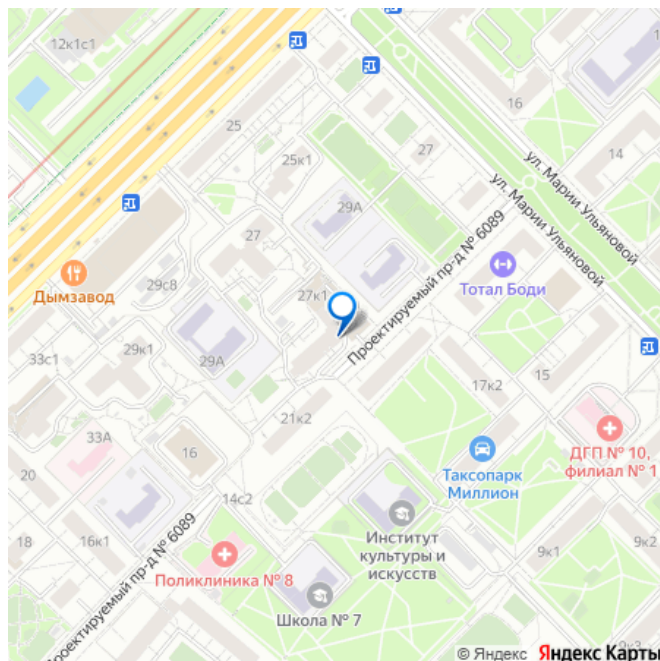 12к1с1
25
16
14
27
25к1
29А
ул. Марии Ульяновой
ул. Марии Ульяновой
27
Проектируемый пр-д № 6089
Тотал Боди
Дымзавод
29с8
27к1
33с1
29к1
29А
17к2
15
21к2
33А
16
20
ДГП № 10,
филиал № 1
Таксопарк
Миллион
14с2
18
16к1
Институт
культуры и
искусств
9к1
9к2
Поликлиника № 8
Школа № 7
Проектируемый пр-д № 6089
9к3
© Яндекс Яндекс Карты